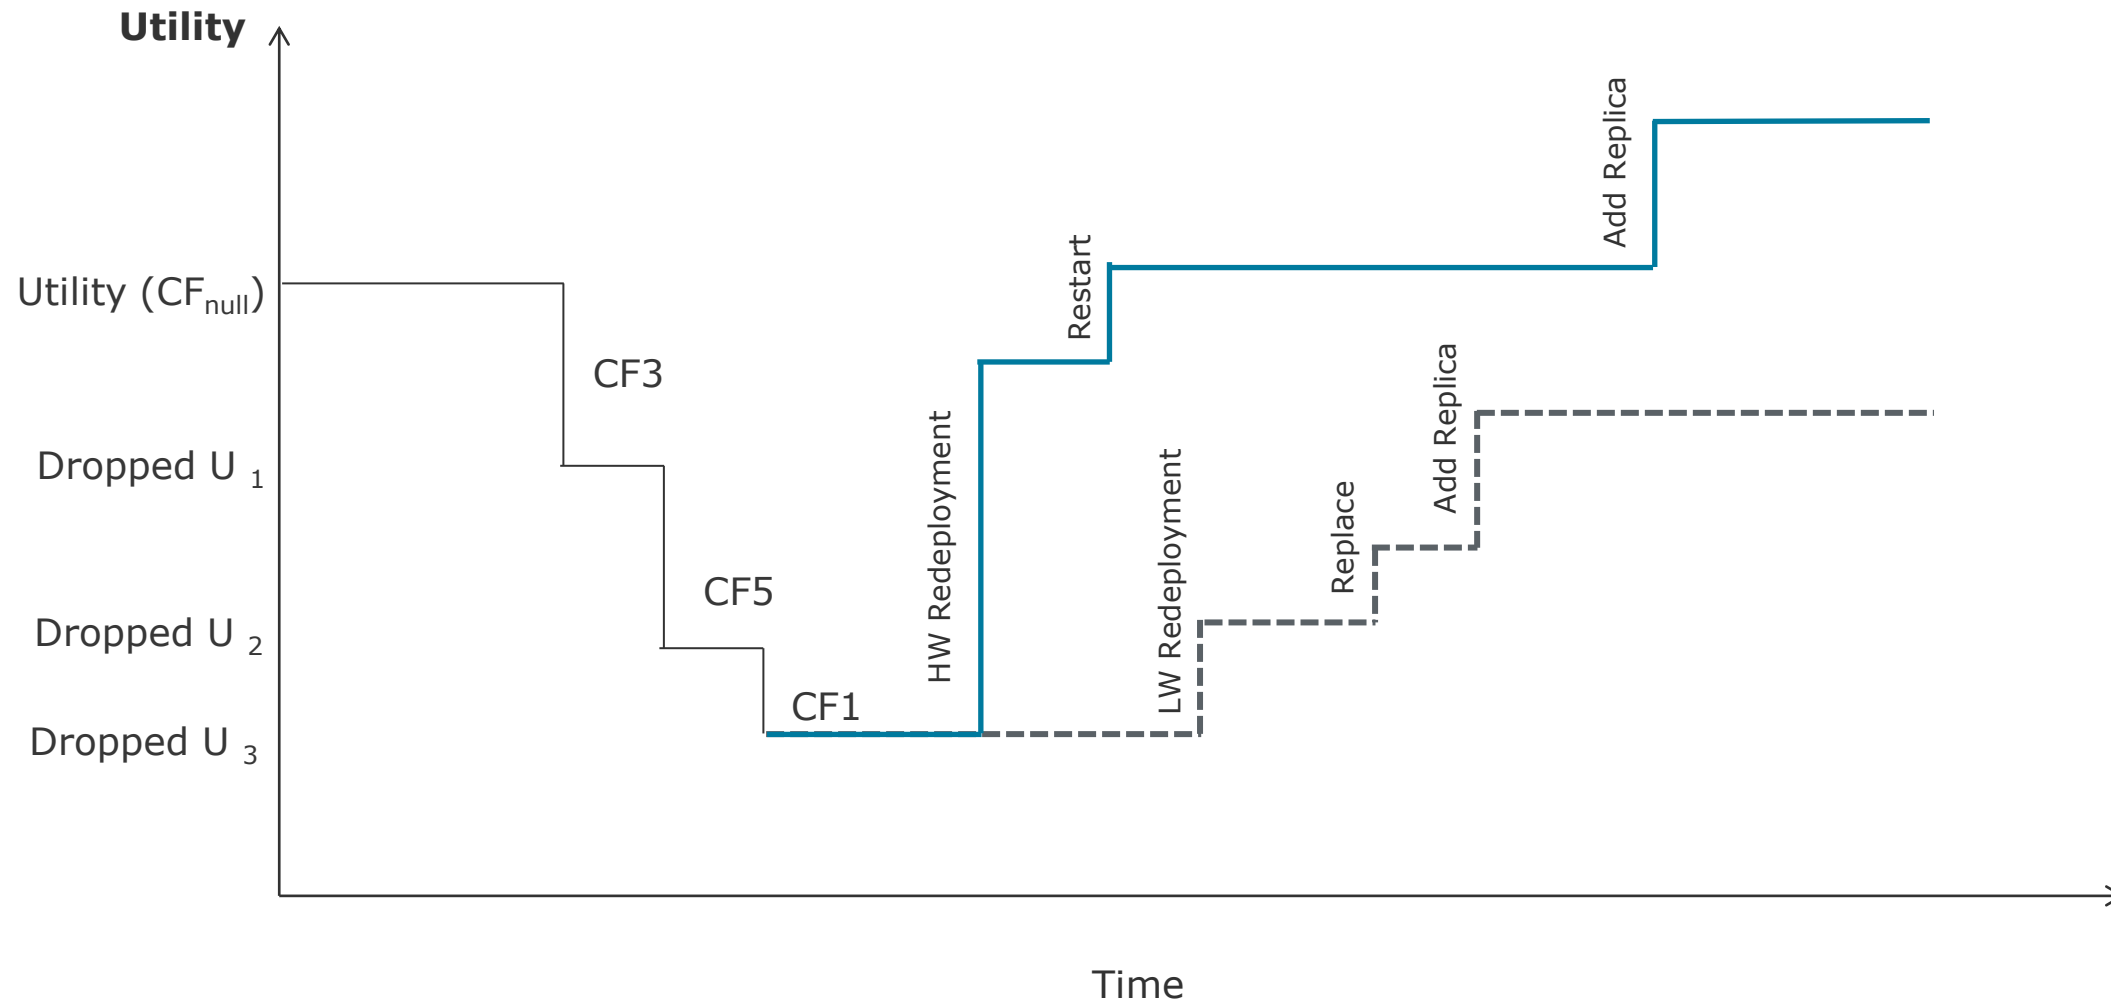 Utility
Add Replica
Restart
Utility (CFnull)
CF3
Add Replica
HW Redeployment
LW Redeployment
Dropped U 1
Replace
CF5
Dropped U 2
CF1
Dropped U 3
Time